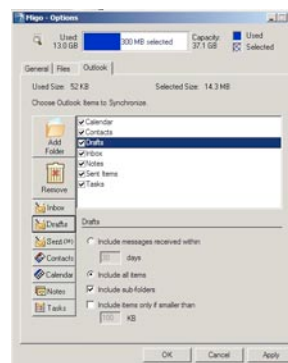 Migo - Options
Used: 13.0 GB
300 MB selected
Capacity: 37.1 GB
Used
Selected
General Files Outlook
Used Size: 52 KB Selected Size: 14.3 MB
Choose Outlook Items to Synchronize
Add Folder
Remove
Calendar
Contacts
Drafts
Inbox
Notes
Sent Items
Tasks
Inbox
Drafts
Contacts
Calendar
Notes
Tasks
Drafts
Include messages received within
30 days
Include all items
Include sub-folders
Include items only if smaller than
100 KB
OK Cancel Apply